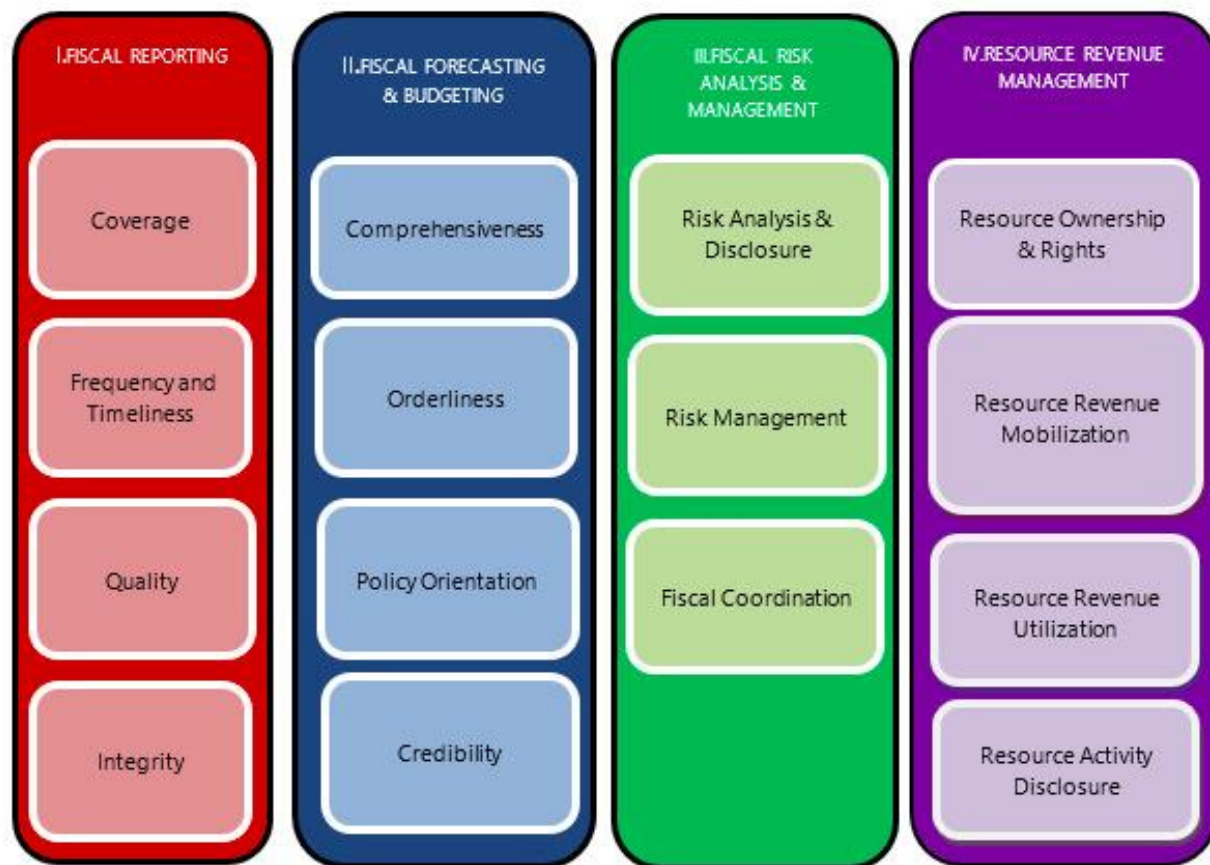 I.FISCAL REPORTING
Coverage
Frequency and
Timeliness
Quality
Integrity
II.FISCAL FORECASTING
& BUDGETING
Comprehensiveness
Orderliness
Policy Orientation
Credibility
III.FISCAL RISK
ANALYSIS &
MANAGEMENT
Risk Analysis &
Disclosure
Risk Management
Fiscal Coordination
IV.RESOURCE REVENUE
MANAGEMENT
Resource Ownership
& Rights
Resource Revenue
Mobilization
Resource Revenue
Utilization
Resource Activity
Disclosure